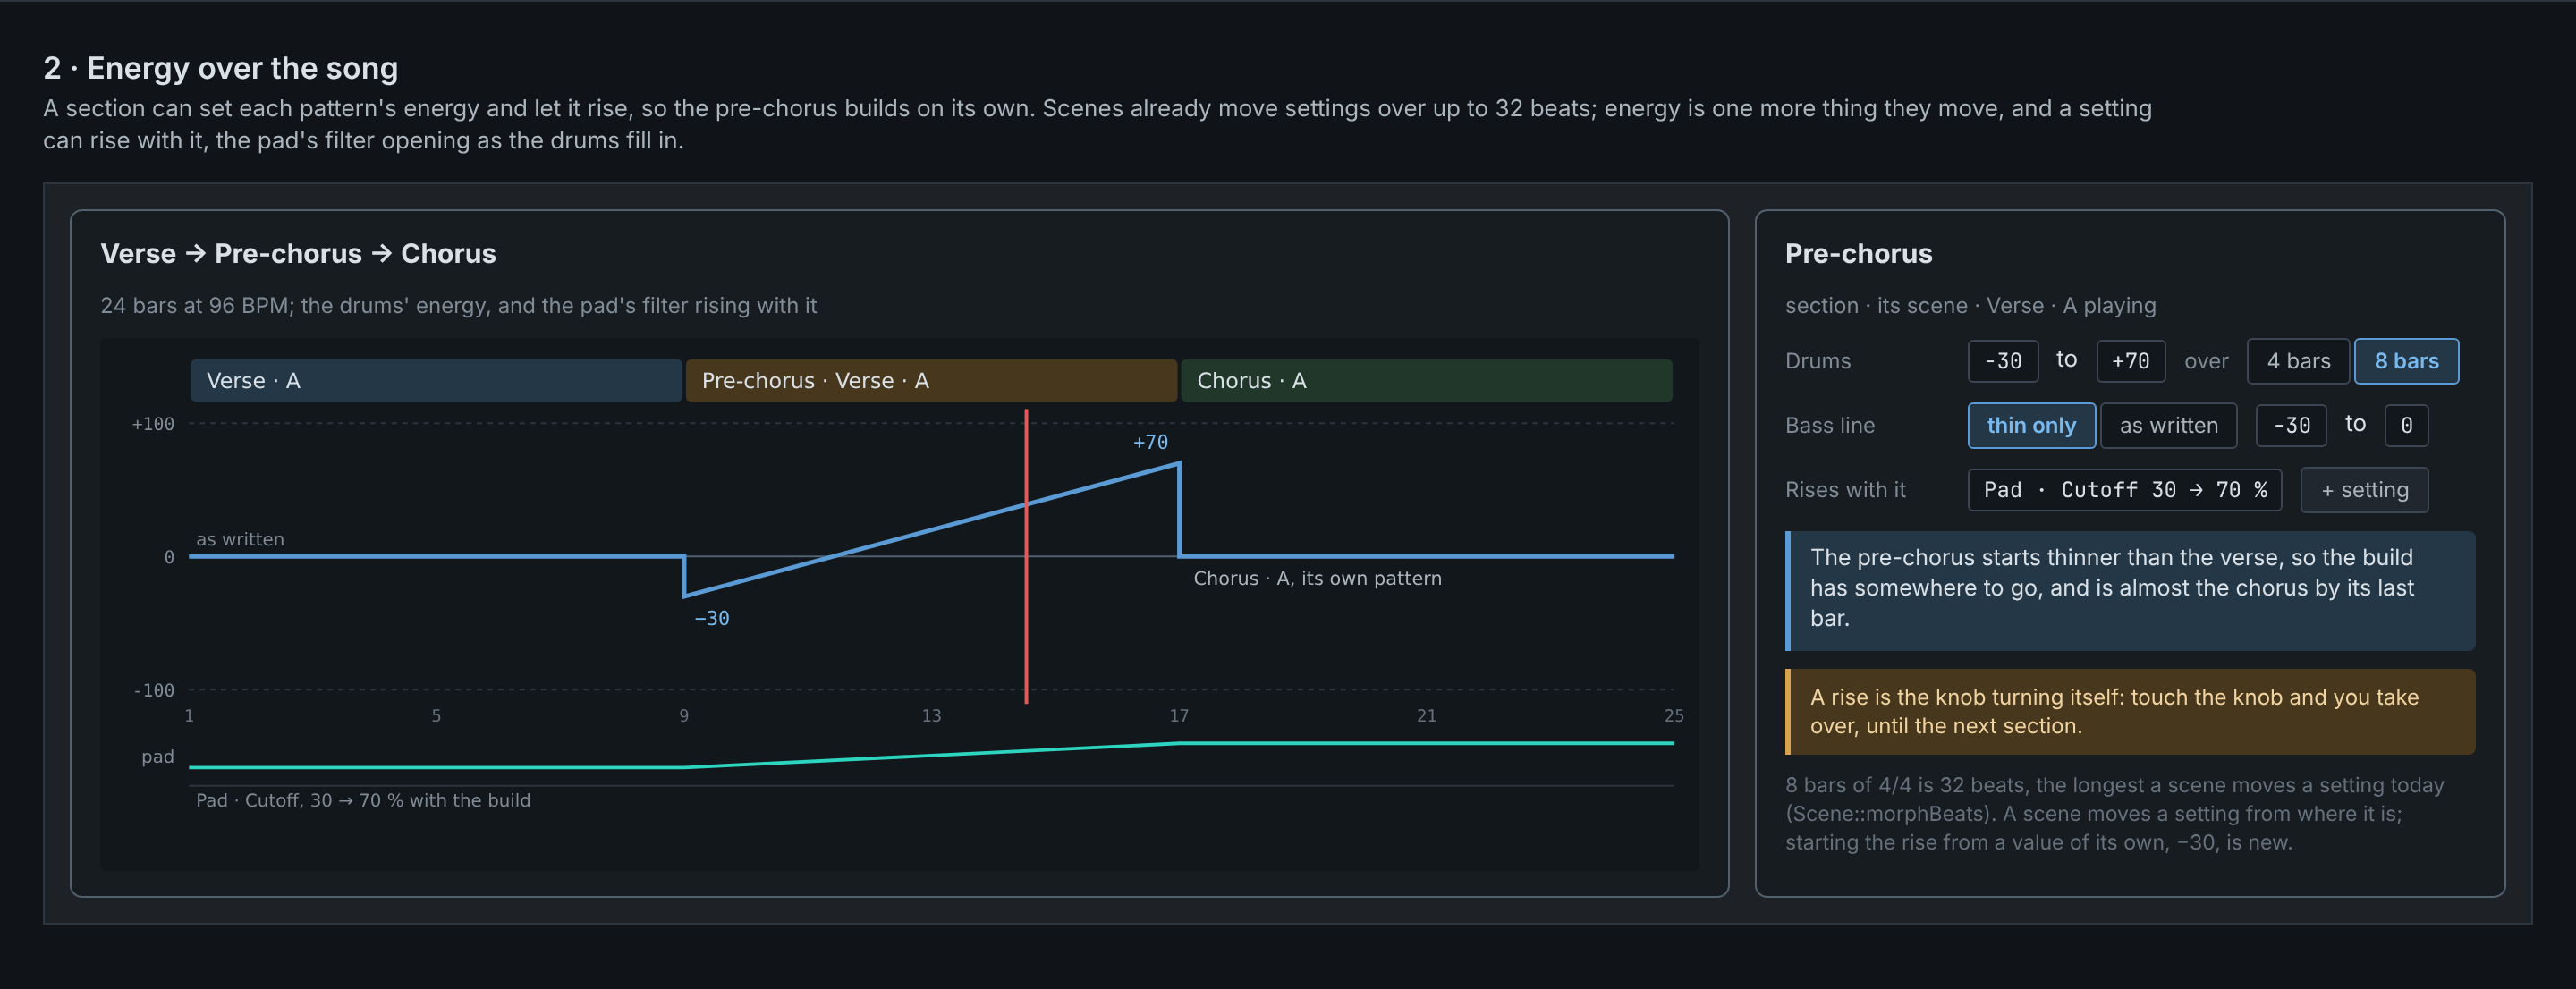 2 · Energy over the song
A section can set each pattern's energy and let it rise, so the pre-chorus builds on its own. Scenes already move settings over up to 32 beats; energy is one more thing they move, and a setting
can rise with it, the pad's filter opening as the drums fill in.
Verse → Pre-chorus → Chorus
24 bars at 96 BPM; the drums' energy, and the pad's filter rising with it
Verse · A
Pre-chorus · Verse · A
Chorus · A
+100
+70
as written
0
Chorus · A, its own pattern
−30
-100
1 5 9 13 17 21 25
pad
Pad · Cutoff, 30 → 70 % with the build
Pre-chorus
section · its scene · Verse · A playing
Drums -30 to +70 over 4 bars 8 bars
Bass line thin only as written -30 to 0
Rises with it Pad · Cutoff 30 → 70 % + setting
The pre-chorus starts thinner than the verse, so the build
has somewhere to go, and is almost the chorus by its last
bar.
A rise is the knob turning itself: touch the knob and you take
over, until the next section.
8 bars of 4/4 is 32 beats, the longest a scene moves a setting today
(Scene::morphBeats). A scene moves a setting from where it is;
starting the rise from a value of its own, −30, is new.